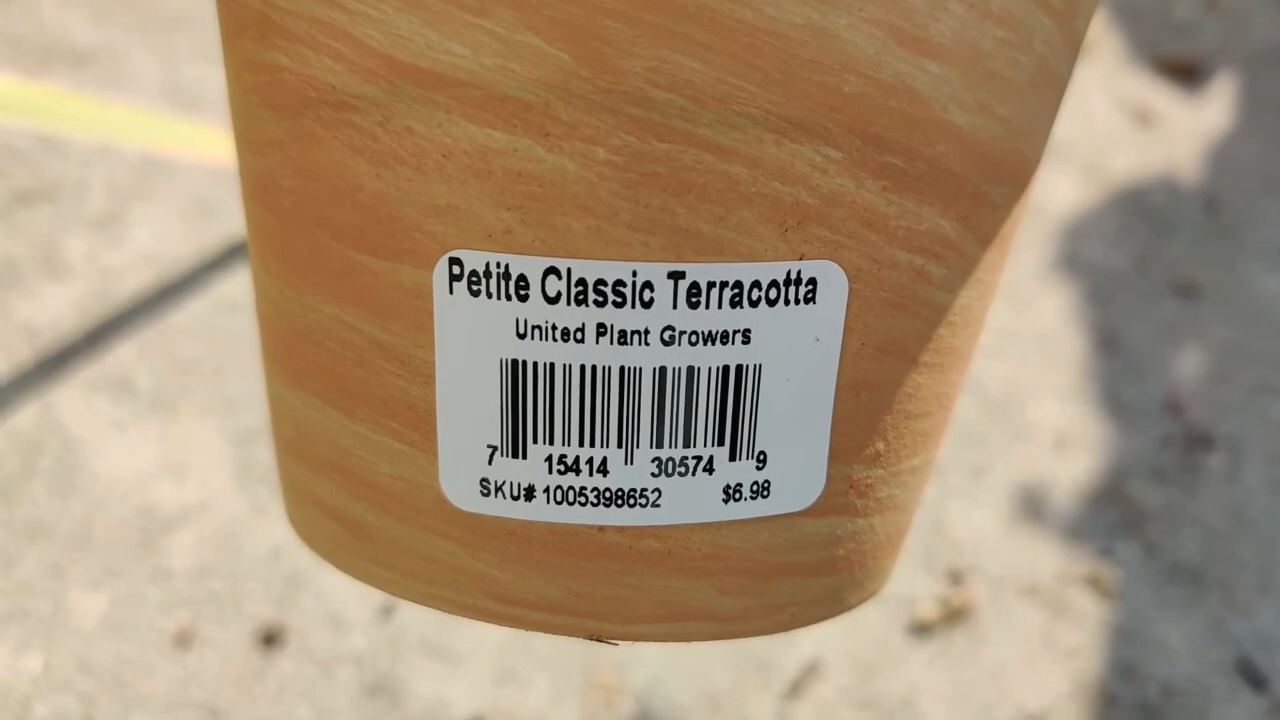 Petite Classic Terracotta
United Plant Growers
7 15414 30574 9
SKU# 1005398652 $6.98